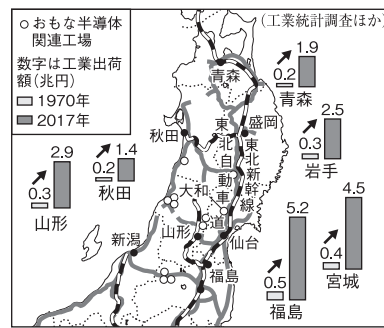 (工業統計調査ほか)
○おもな半導体
関連工場
数字は工業出荷
額(兆円)
1970年
2017年
0.2
1.9
青森
青森
盛岡
0.3
2.5
岩手
秋田
0.2
1.4
秋田
0.3
2.9
山形
東北自動車道
東北新幹線
大和
山形
仙台
新潟
福島
0.5
5.2
福島
0.4
4.5
宮城